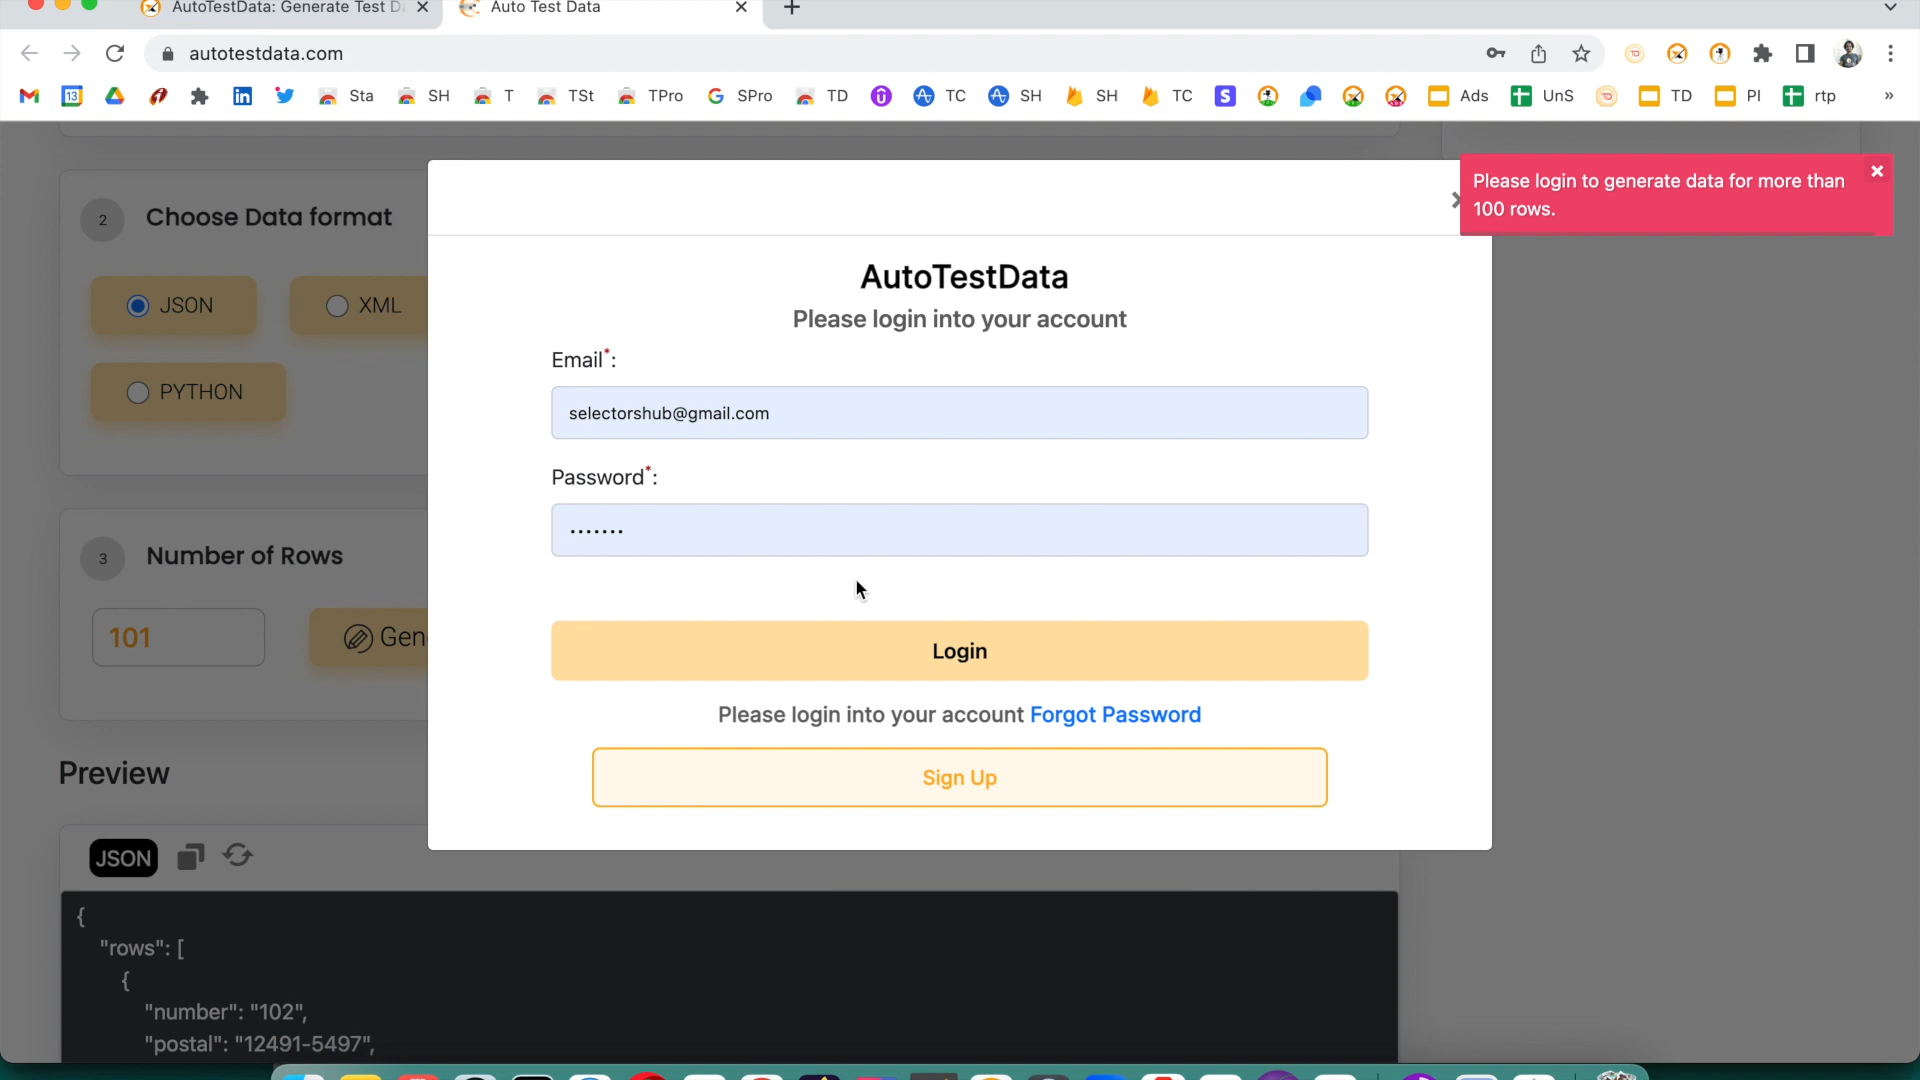 AutoTestData: Generate Test D
Auto Test Data
autotestdata.com
13
Sta
SH
T
TSt
TPro
SPro
TD
TC
SH
SH
TC
Ads
UnS
TD
PI
rtp
»
Please login to generate data for more than
100 rows.
2
Choose Data format
JSON
XML
PYTHON
3
Number of Rows
101
Gen
Preview
JSON
{
"rows": [
{
"number": "102",
"postal": "12491-5497",
AutoTestData
Please login into your account
Email*:
selectorshub@gmail.com
Password*:
·······
Login
Please login into your account Forgot Password
Sign Up